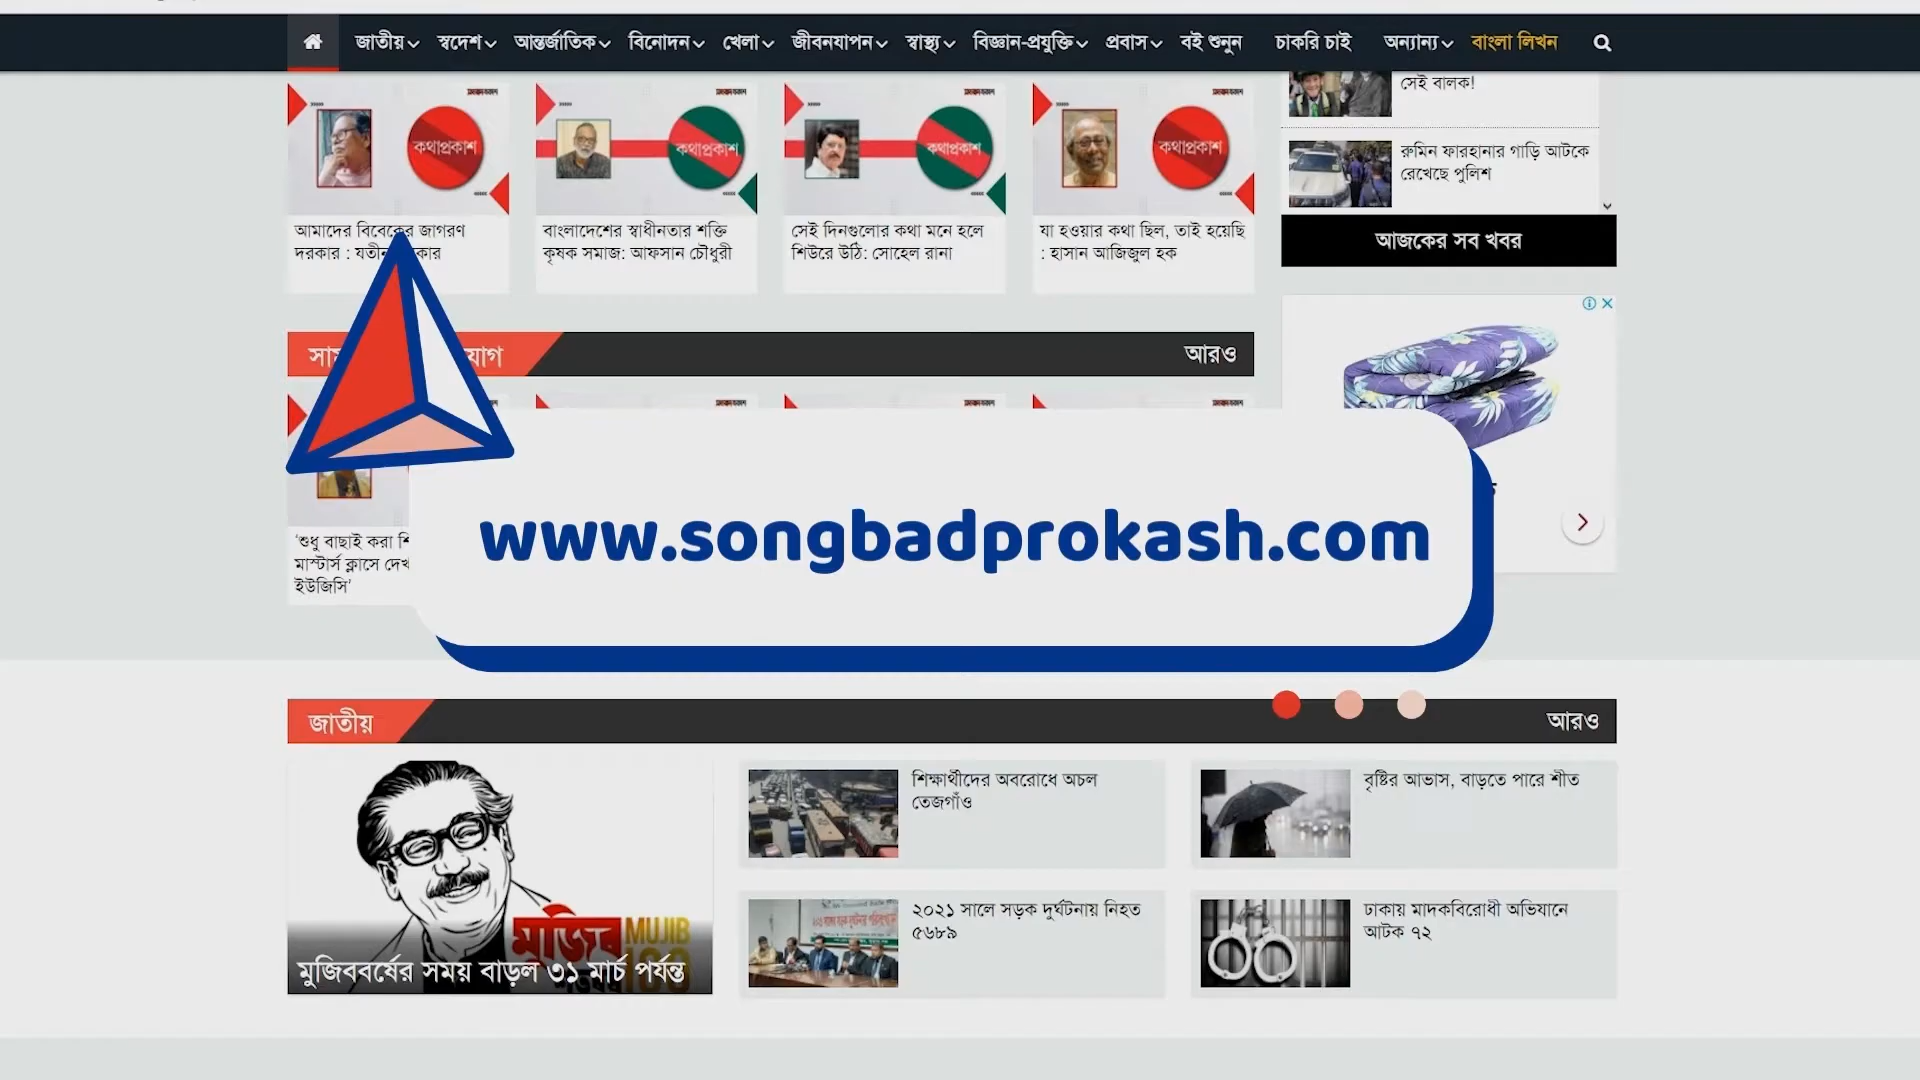 জাতীয় স্বদেশ আন্তর্জাতিক বিনোদন খেলা জীবনযাপন স্বাস্থ্য বিজ্ঞান-প্রযুক্তি প্রবাস বই শুনুন চাকরি চাই অন্যান্য বাংলা লিখন
সেই বালক!
কথাপ্রকাশ
কথাপ্রকাশ
কথাপ্রকাশ
কথাপ্রকাশ
রুমিন ফারহানার গাড়ি আটকে
রেখেছে পুলিশ
আমাদের বিবেকের জাগরণ
দরকার :
বাংলাদেশের স্বাধীনতার শক্তি
কৃষক সমাজ: আফসান চৌধুরী
সেই দিনগুলোর কথা মনে হলে
শিউরে উঠি: সোহেল রানা
যা হওয়ার কথা ছিল, তাই হয়েছি
: হাসান আজিজুল হক
আজকের সব খবর
আরও
www.songbadprokash.com
‘শুধু বাছাই করা
মাস্টার্স ক্লাসে
ইউজিসি’
জাতীয়
আরও
মুজিব MUJIB
100
মুজিববর্ষের সময় বাড়ল ৩১ মার্চ পর্যন্ত
শিক্ষার্থীদের অবরোধে অচল
তেজগাঁও
বৃষ্টির আভাস, বাড়তে পারে শীত
২০২১ সালে সড়ক দুর্ঘটনায় নিহত
৫৬৮৯
ঢাকায় মাদকবিরোধী অভিযানে
আটক ৭২